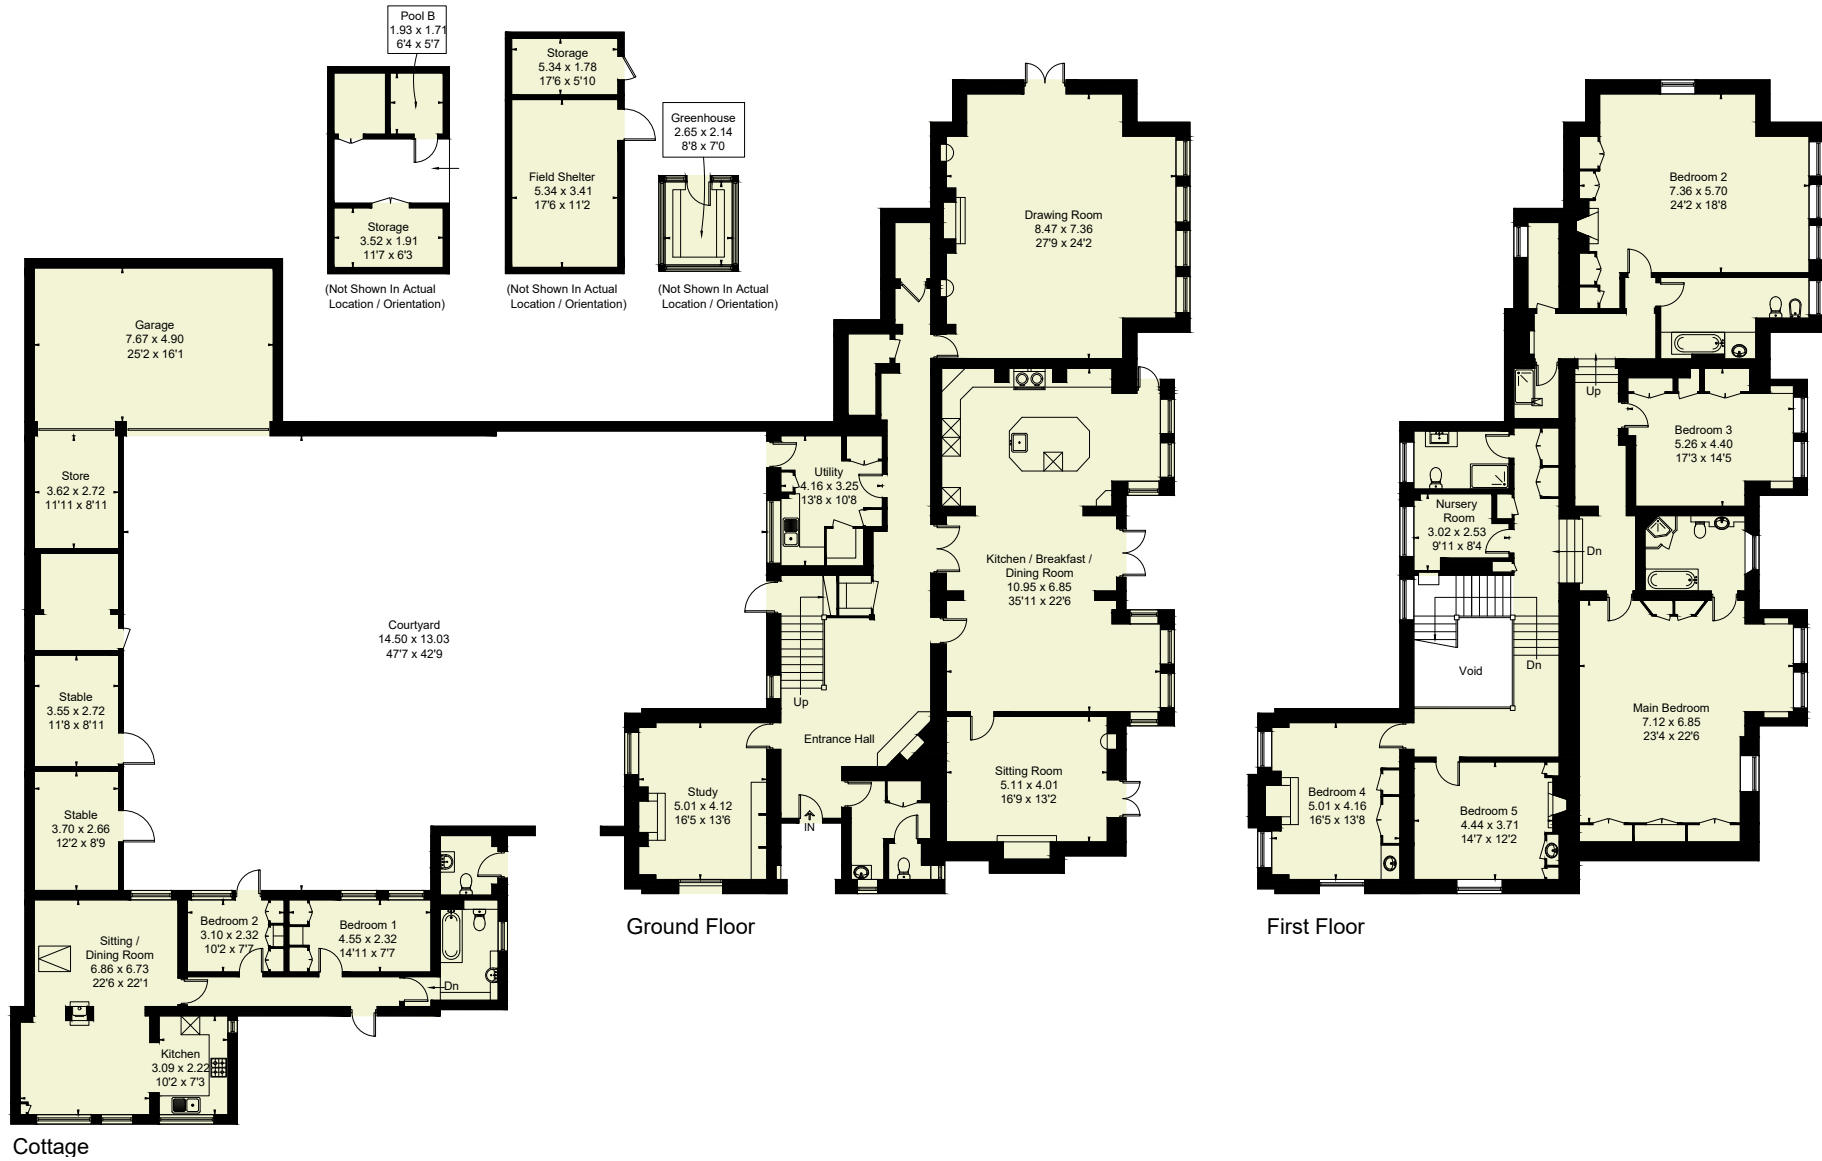 Pool B
1.93 x 1.71
6'4 x 5'7
Storage
3.52 x 1.91
11'7 x 6'3
(Not Shown In Actual
Location / Orientation)
Storage
5.34 x 1.78
17'6 x 5'10
Field Shelter
5.34 x 3.41
17'6 x 11'2
(Not Shown In Actual
Location / Orientation)
Greenhouse
2.65 x 2.14
8'8 x 7'0
(Not Shown In Actual
Location / Orientation)
Garage
7.67 x 4.90
25'2 x 16'1
Store
3.62 x 2.72
11'11 x 8'11
Stable
3.55 x 2.72
11'8 x 8'11
Stable
3.70 x 2.66
12'2 x 8'9
Courtyard
14.50 x 13.03
47'7 x 42'9
Sitting /
Dining Room
6.86 x 6.73
22'6 x 22'1
Bedroom 2
3.10 x 2.32
10'2 x 7'7
Bedroom 1
4.55 x 2.32
14'11 x 7'7
Dn
Kitchen
3.09 x 2.22
10'2 x 7'3
Cottage
Drawing Room
8.47 x 7.36
27'9 x 24'2
Utility
4.16 x 3.25
13'8 x 10'8
Kitchen / Breakfast /
Dining Room
10.95 x 6.85
35'11 x 22'6
Up
Entrance Hall
Study
5.01 x 4.12
16'5 x 13'6
IN
Sitting Room
5.11 x 4.01
16'9 x 13'2
Ground Floor
Bedroom 2
7.36 x 5.70
24'2 x 18'8
Up
Bedroom 3
5.26 x 4.40
17'3 x 14'5
Nursery
Room
3.02 x 2.53
9'11 x 8'4
Dn
Void
Dn
Main Bedroom
7.12 x 6.85
23'4 x 22'6
Bedroom 4
5.01 x 4.16
16'5 x 13'8
Bedroom 5
4.44 x 3.71
14'7 x 12'2
First Floor